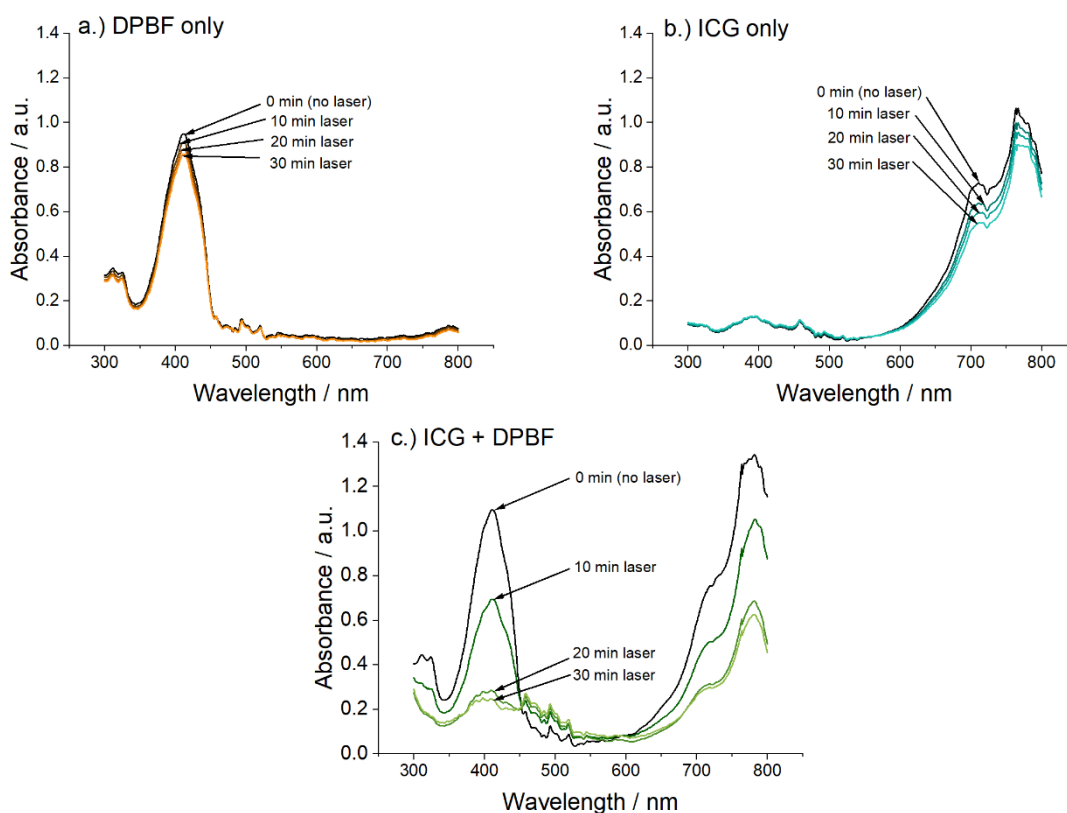 a.) DPBF only
1.4
1.2
1.0
0.8
0.6
0.4
0.2
0.0
Absorbance / a.u.
0 min (no laser)
10 min laser
20 min laser
30 min laser
300 400 500 600 700 800
Wavelength / nm
b.) ICG only
1.4
1.2
1.0
0.8
0.6
0.4
0.2
0.0
Absorbance / a.u.
0 min (no laser)
10 min laser
20 min laser
30 min laser
300 400 500 600 700 800
Wavelength / nm
c.) ICG + DPBF
1.4
1.2
1.0
0.8
0.6
0.4
0.2
0.0
Absorbance / a.u.
0 min (no laser)
10 min laser
20 min laser
30 min laser
300 400 500 600 700 800
Wavelength / nm